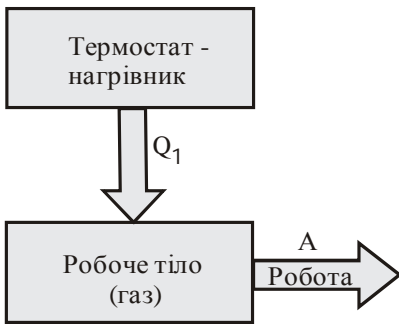 Термостат -
нагрівник
Q1
Робоче тіло
(газ)
A
Робота